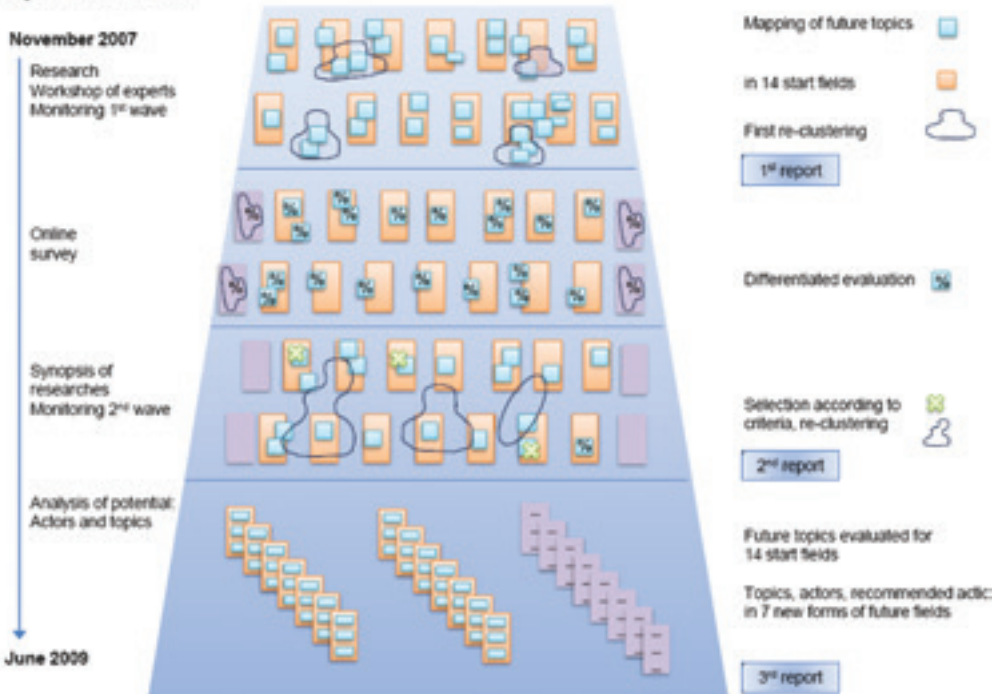 November 2007
Research
Workshop of experts
Monitoring 1st wave
Mapping of future topics
in 14 start fields
First re-clustering
1st report
Online
survey
Differentiated evaluation
Synopsis of
researches
Monitoring 2nd wave
Selection according to
criteria, re-clustering
2nd report
Analysis of potential:
Actors and topics
Future topics evaluated for
14 start fields
Topics, actors, recommended actic:
in 7 new forms of future fields
June 2009
3rd report